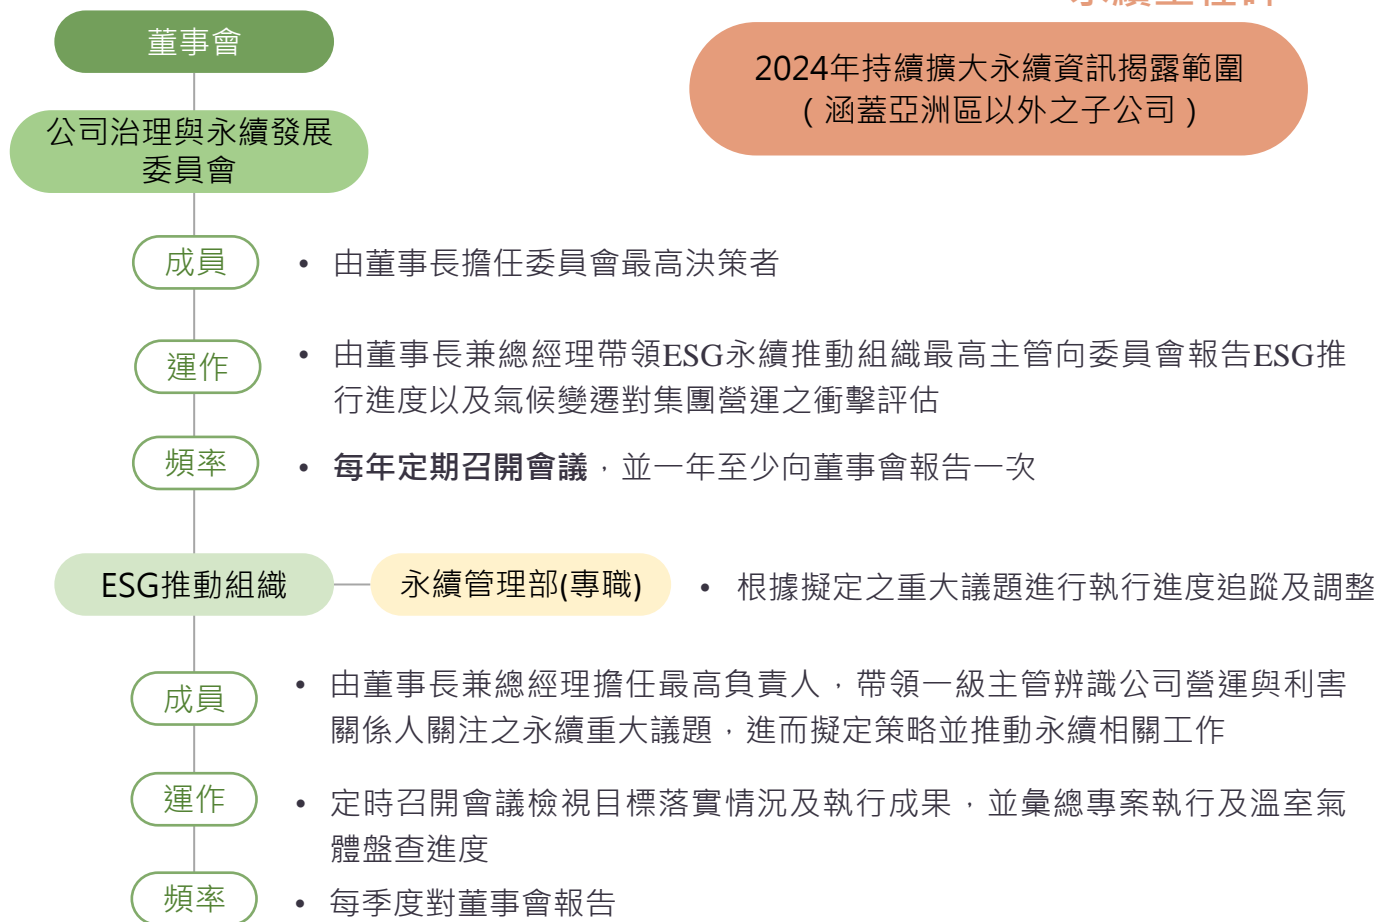 董事會
2024年持續擴大永續資訊揭露範圍
(涵蓋亞洲區以外之子公司)
公司治理與永續發展
委員會
成員
• 由董事長擔任委員會最高決策者
運作
• 由董事長兼總經理帶領ESG永續推動組織最高主管向委員會報告ESG推
行進度以及氣候變遷對集團營運之衝擊評估
頻率
• 每年定期召開會議，並一年至少向董事會報告一次
ESG推動組織
永續管理部(專職)
• 根據擬定之重大議題進行執行進度追蹤及調整
成員
• 由董事長兼總經理擔任最高負責人，帶領一級主管辨識公司營運與利害
關係人關注之永續重大議題，進而擬定策略並推動永續相關工作
運作
• 定時召開會議檢視目標落實情況及執行成果，並彙總專案執行及溫室氣
體盤查進度
頻率
• 每季度對董事會報告